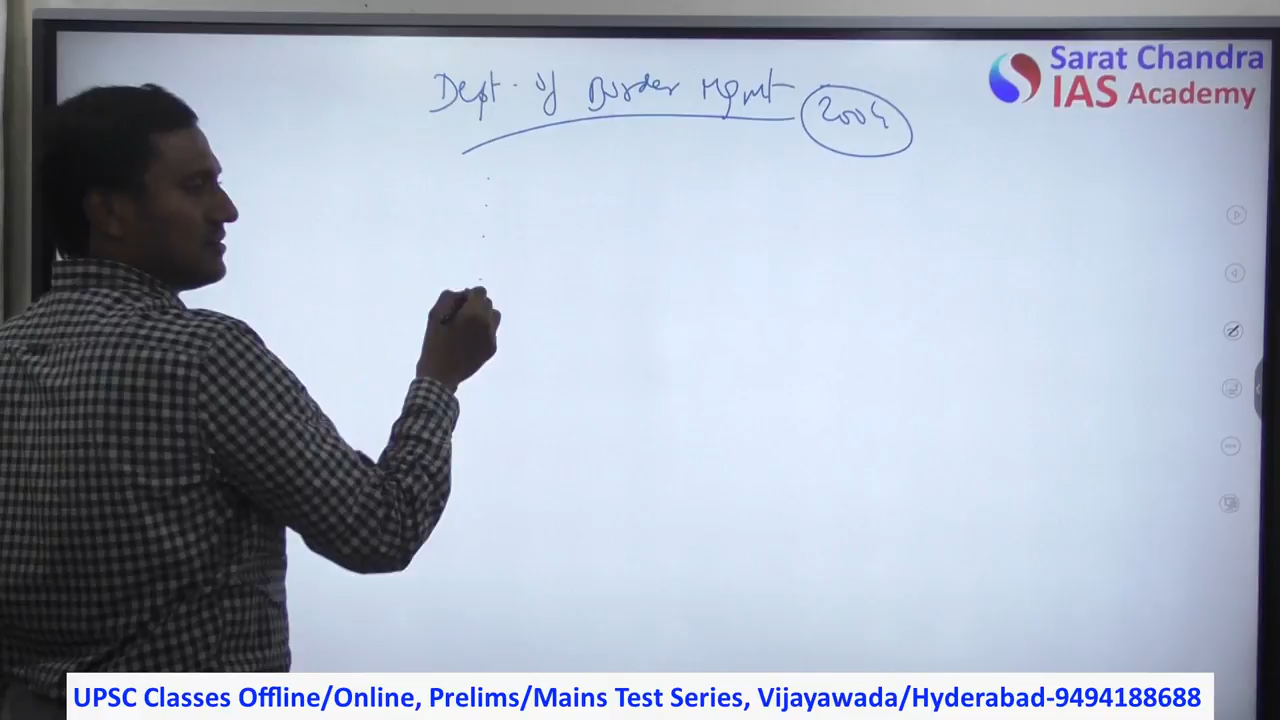 Dept. of Border Mgmt 2004
Sarat Chandra
IAS Academy
UPSC Classes Offline/Online, Prelims/Mains Test Series, Vijayawada/Hyderabad-9494188688